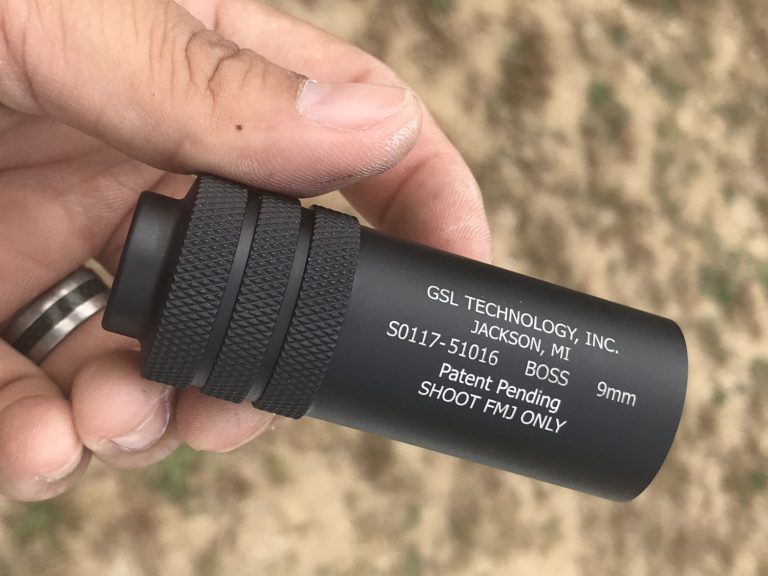 GSL TECHNOLOGY, INC.
JACKSON, MI
S0117-51016 BOSS 9mm
Patent Pending
SHOOT FMJ ONLY